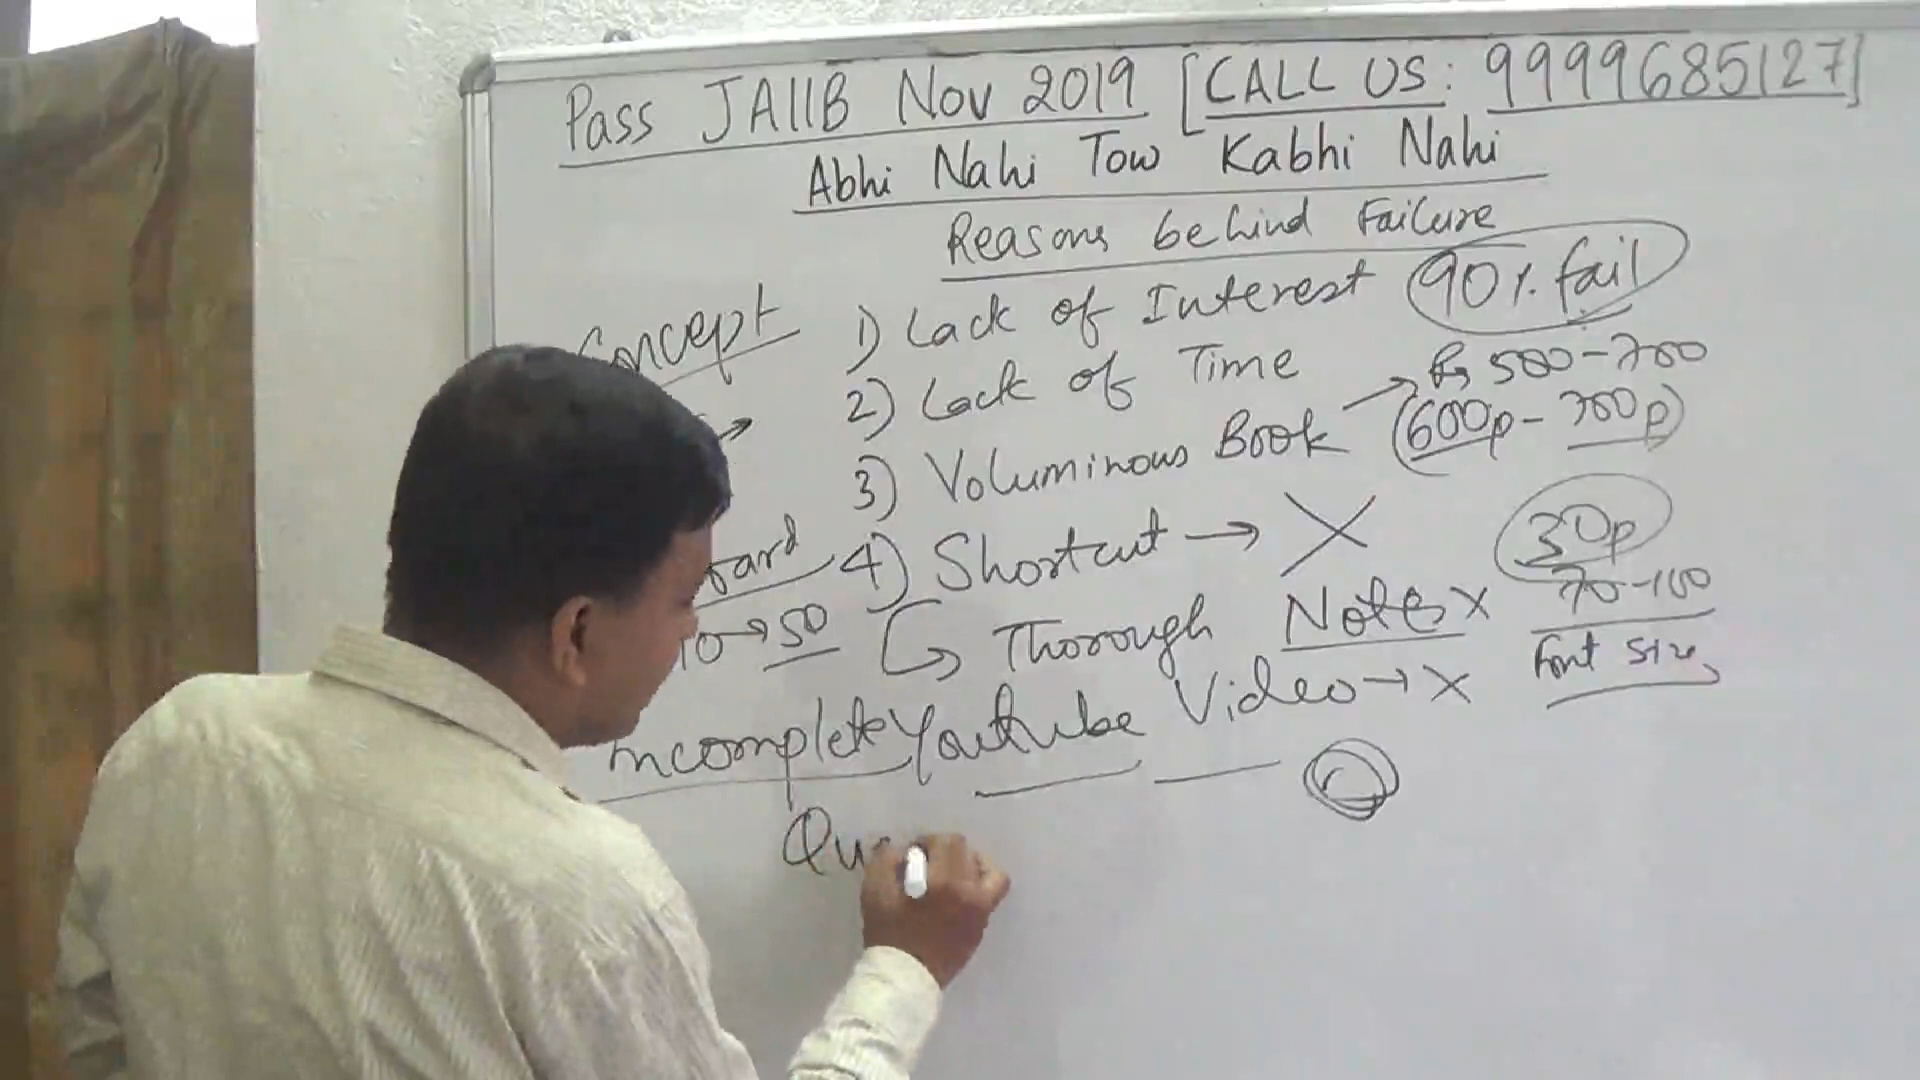 Pass JAIIB Nov 2019 [CALL US: 9999685127]
Abhi Nahi Tow Kabhi Nahi
Reasons behind Failure
Concept
1) Lack of Interest 90%. fail
2) Lack of Time
Rs 500-700
3) Voluminous Book → (600p-700p)
4) Shortcut → X
30p
→ 50
Thorough Notes X
70-100
Font Size
Incomplete Youtube Video → X